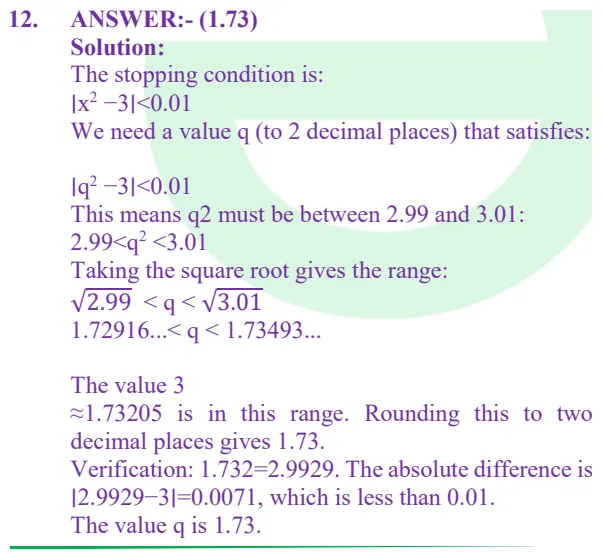 12. ANSWER:- (1.73)
Solution:
The stopping condition is:
|x² −3|<0.01
We need a value q (to 2 decimal places) that satisfies:
|q² −3|<0.01
This means q2 must be between 2.99 and 3.01:
2.99<q² <3.01
Taking the square root gives the range:
√2.99 < q < √3.01
1.72916...< q < 1.73493...
The value 3
≈1.73205 is in this range. Rounding this to two
decimal places gives 1.73.
Verification: 1.732=2.9929. The absolute difference is
|2.9929−3|=0.0071, which is less than 0.01.
The value q is 1.73.